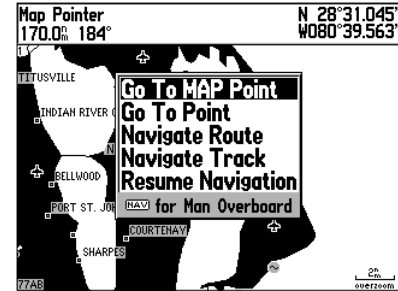 Map Pointer
N 28°31.045'
170.0nm 184°
W080°39.563'
TITUSVILLE
Go To MAP Point
INDIAN RIVER
Go To Point
Navigate Route
Navigate Track
BELLWOOD
Resume Navigation
PORT ST. JO
NAV for Man Overboard
COURTENAY
SHARPES
77AB
2nm
overzoom